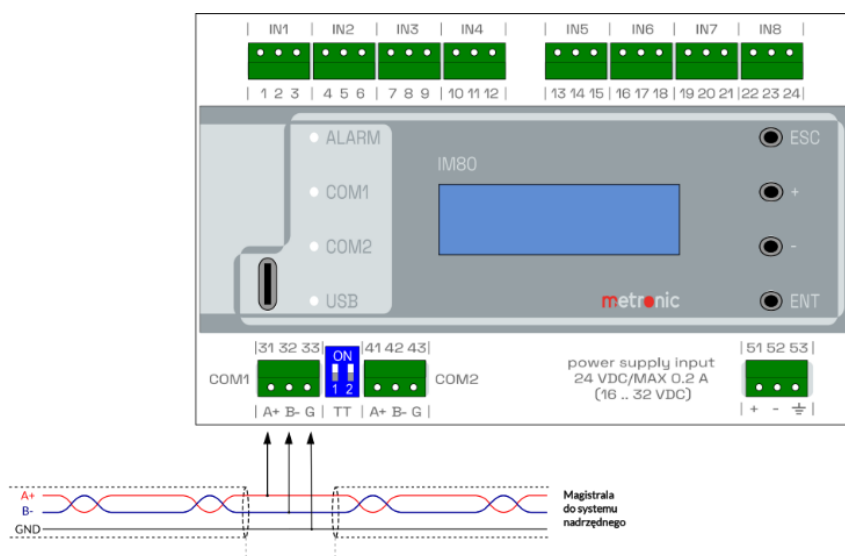 | IN1 | IN2 | IN3 | IN4 | | IN5 | IN6 | IN7 | IN8 |
| 1 2 3 | 4 5 6 | 7 8 9 | 10 11 12 | | 13 14 15 | 16 17 18 | 19 20 21 | 22 23 24 |
ALARM
IM80
ESC
COM1
+
COM2
-
USB
metronic
ENT
|31 32 33| |41 42 43| |51 52 53|
ON
1 2
COM1
COM2
power supply input
24 VDC/MAX 0.2 A
(16 .. 32 VDC)
| A+ B- G | TT | A+ B- G | | + - ⏚ |
A+
B-
GND
Magistrala
do systemu
nadrzędnego